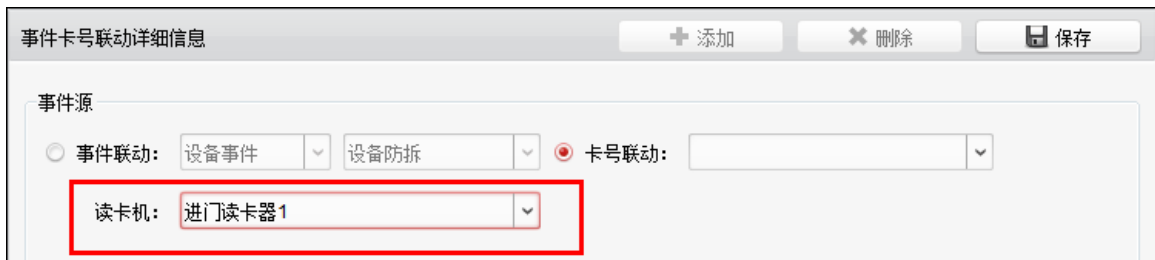 事件卡号联动详细信息 添加 删除 保存
事件源
事件联动： 设备事件 设备防拆 卡号联动：
读卡机： 进门读卡器1